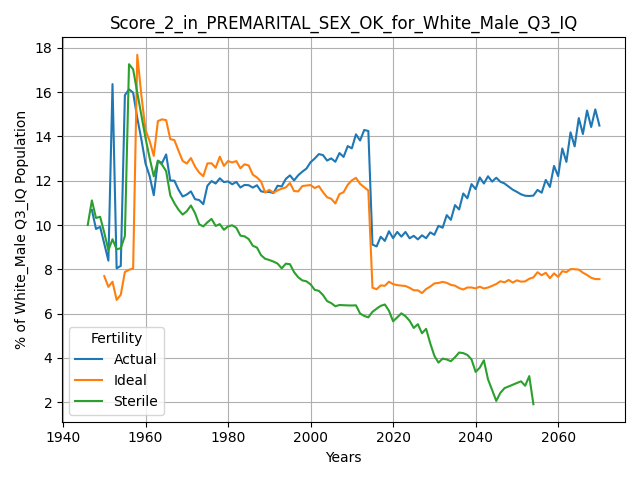 Score_2_in_PREMARITAL_SEX_OK_for_White_Male_Q3_IQ
% of White_Male Q3_IQ Population
18
16
14
12
10
8
6
4
2
Fertility
Actual
Ideal
Sterile
1940 1960 1980 2000 2020 2040 2060
Years